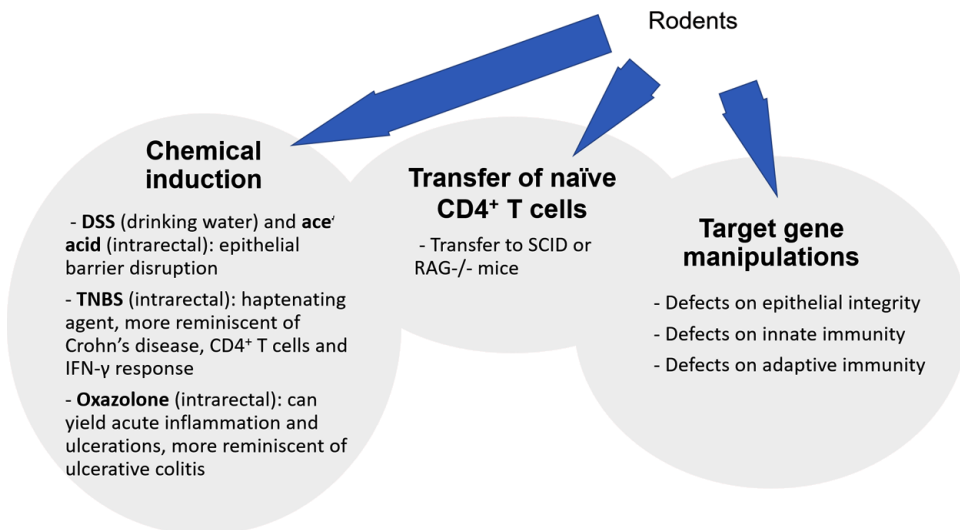 Rodents
Chemical
induction
- DSS (drinking water) and
acid (intrarectal): epithelial
barrier disruption
- TNBS (intrarectal): haptenating
agent, more reminiscent of
Crohn’s disease, CD4⁺ T cells and
IFN-γ response
- Oxazolone (intrarectal): can
yield acute inflammation and
ulcerations, more reminiscent of
ulcerative colitis
Transfer of naïve
CD4⁺ T cells
- Transfer to SCID or
RAG-/- mice
Target gene
manipulations
- Defects on epithelial integrity
- Defects on innate immunity
- Defects on adaptive immunity